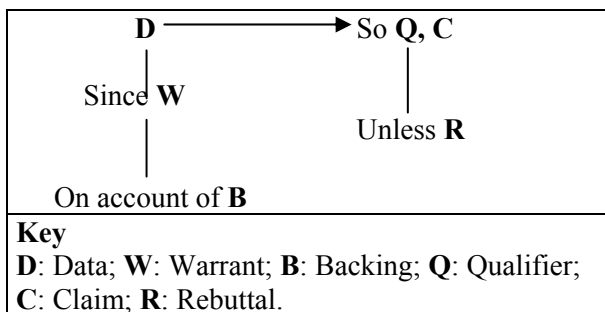 D So Q, C
Since W
Unless R
On account of B
Key
D: Data; W: Warrant; B: Backing; Q: Qualifier;
C: Claim; R: Rebuttal.